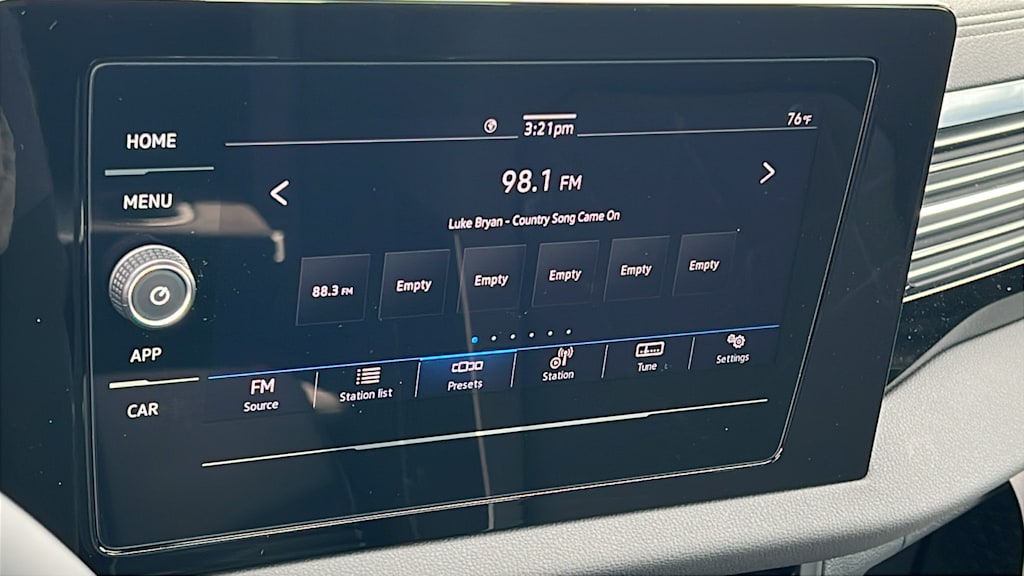 HOME
MENU
APP
CAR
3:21pm
76°F
98.1 FM
Luke Bryan - Country Song Came On
88.3 FM
Empty
Empty
Empty
Empty
Empty
FM
Source
Station list
Presets
Station
Tune
Settings